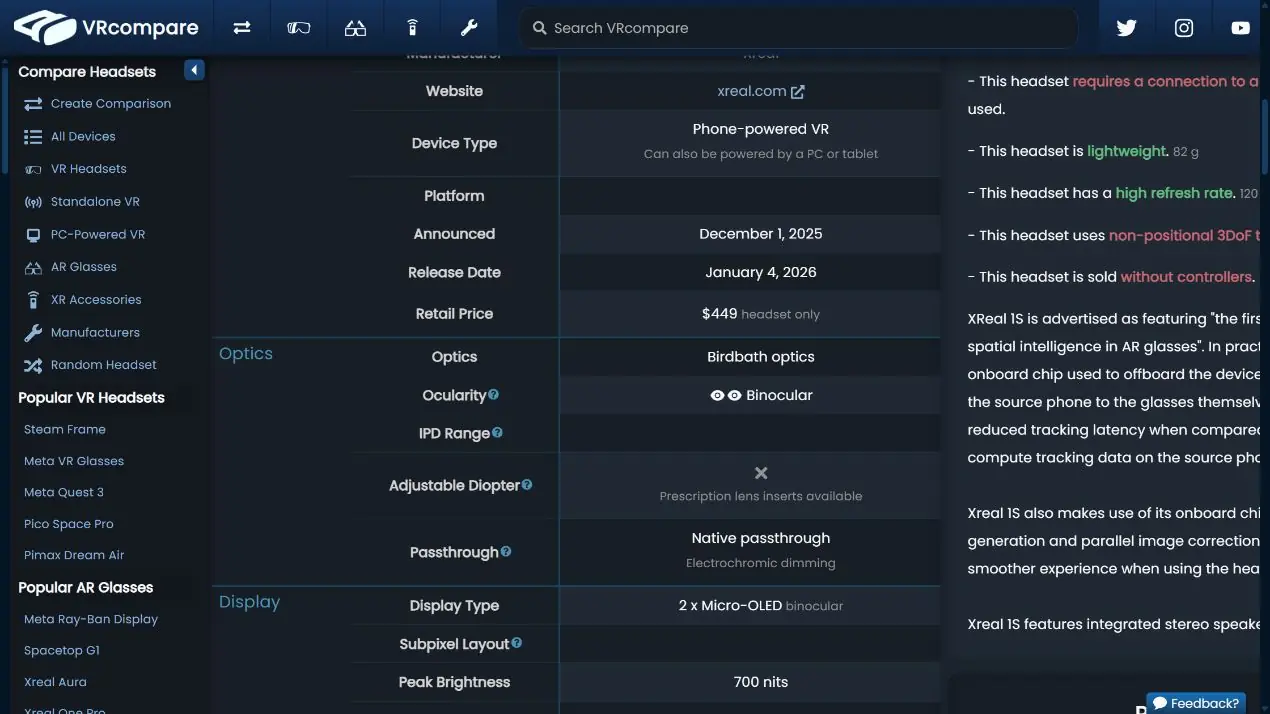 VRcompare
Search VRcompare
Compare Headsets
Create Comparison
All Devices
VR Headsets
Standalone VR
PC-Powered VR
AR Glasses
XR Accessories
Manufacturers
Random Headset
Popular VR Headsets
Steam Frame
Meta VR Glasses
Meta Quest 3
Pico Space Pro
Pimax Dream Air
Popular AR Glasses
Meta Ray-Ban Display
Spacetop G1
Xreal Aura
Xreal One Pro
Manufacturer Xreal
Website xreal.com
Device Type Phone-powered VR
Can also be powered by a PC or tablet
Platform
Announced December 1, 2025
Release Date January 4, 2026
Retail Price $449 headset only
Optics
Optics Birdbath optics
Ocularity Binocular
IPD Range
Adjustable Diopter
Prescription lens inserts available
Passthrough Native passthrough
Electrochromic dimming
Display
Display Type 2 x Micro-OLED binocular
Subpixel Layout
Peak Brightness 700 nits
- This headset requires a connection to a
used.
- This headset is lightweight. 82 g
- This headset has a high refresh rate. 120
- This headset uses non-positional 3DoF t
- This headset is sold without controllers.
XReal 1S is advertised as featuring "the firs
spatial intelligence in AR glasses". In pract
onboard chip used to offboard the device
the source phone to the glasses themselv
reduced tracking latency when compared
compute tracking data on the source pho
Xreal 1S also makes use of its onboard chi
generation and parallel image correction
smoother experience when using the hea
Xreal 1S features integrated stereo speake
Feedback?